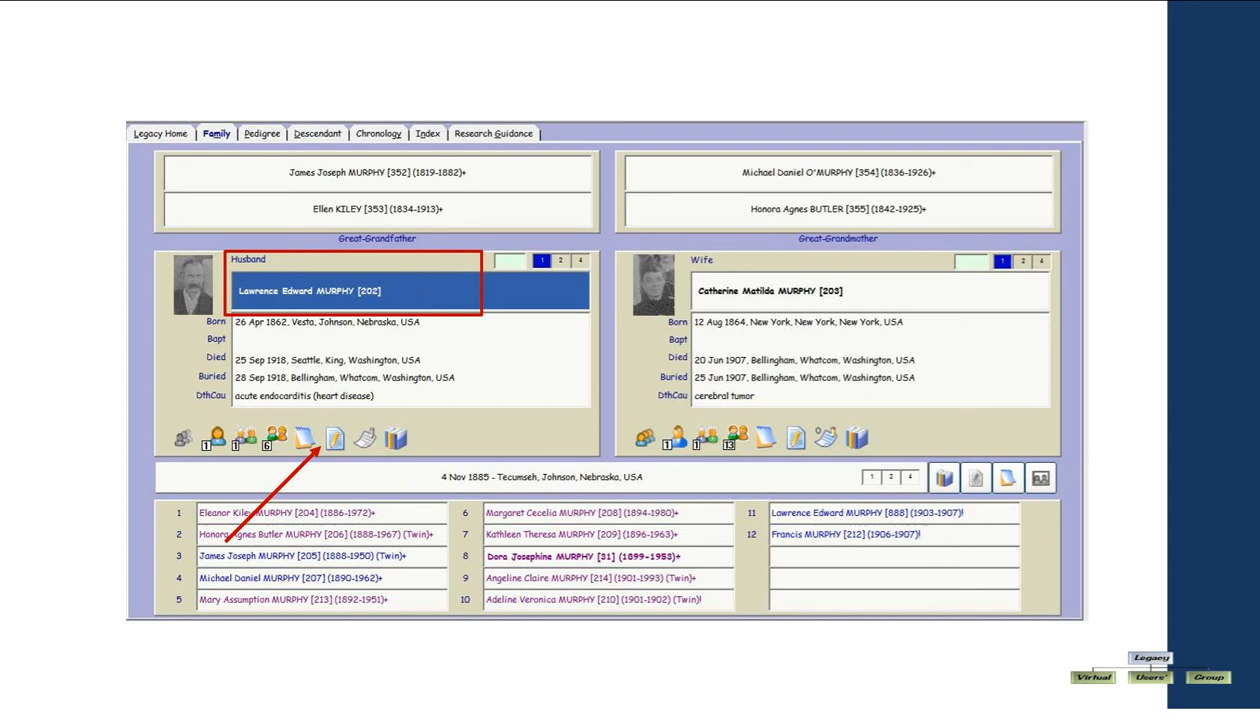 Legacy Home Family Pedigree Descendant Chronology Index Research Guidance
James Joseph MURPHY [352] (1819-1882)+
Ellen KILEY [353] (1834-1913)+
Michael Daniel O'MURPHY [354] (1836-1926)+
Honora Agnes BUTLER [355] (1842-1925)+
Great-Grandfather
Great-Grandmother
Husband 1 2 4
Lawrence Edward MURPHY [202]
Born 26 Apr 1862, Vesta, Johnson, Nebraska, USA
Bapt
Died 25 Sep 1918, Seattle, King, Washington, USA
Buried 28 Sep 1918, Bellingham, Whatcom, Washington, USA
DthCau acute endocarditis (heart disease)
1 1 6
Wife 1 2 4
Catherine Matilda MURPHY [203]
Born 12 Aug 1864, New York, New York, New York, USA
Bapt
Died 20 Jun 1907, Bellingham, Whatcom, Washington, USA
Buried 25 Jun 1907, Bellingham, Whatcom, Washington, USA
DthCau cerebral tumor
1 1 13
4 Nov 1885 - Tecumseh, Johnson, Nebraska, USA 1 2 4
1 Eleanor Kiley MURPHY [204] (1886-1972)+
2 Honora Agnes Butler MURPHY [206] (1888-1967) (Twin)+
3 James Joseph MURPHY [205] (1888-1950) (Twin)+
4 Michael Daniel MURPHY [207] (1890-1962)+
5 Mary Assumption MURPHY [213] (1892-1951)+
6 Margaret Cecelia MURPHY [208] (1894-1980)+
7 Kathleen Theresa MURPHY [209] (1896-1963)+
8 Dora Josephine MURPHY [31] (1899-1953)+
9 Angeline Claire MURPHY [214] (1901-1993) (Twin)+
10 Adeline Veronica MURPHY [210] (1901-1902) (Twin)!
11 Lawrence Edward MURPHY [888] (1903-1907)!
12 Francis MURPHY [212] (1906-1907)!
Legacy
Virtual Users' Group